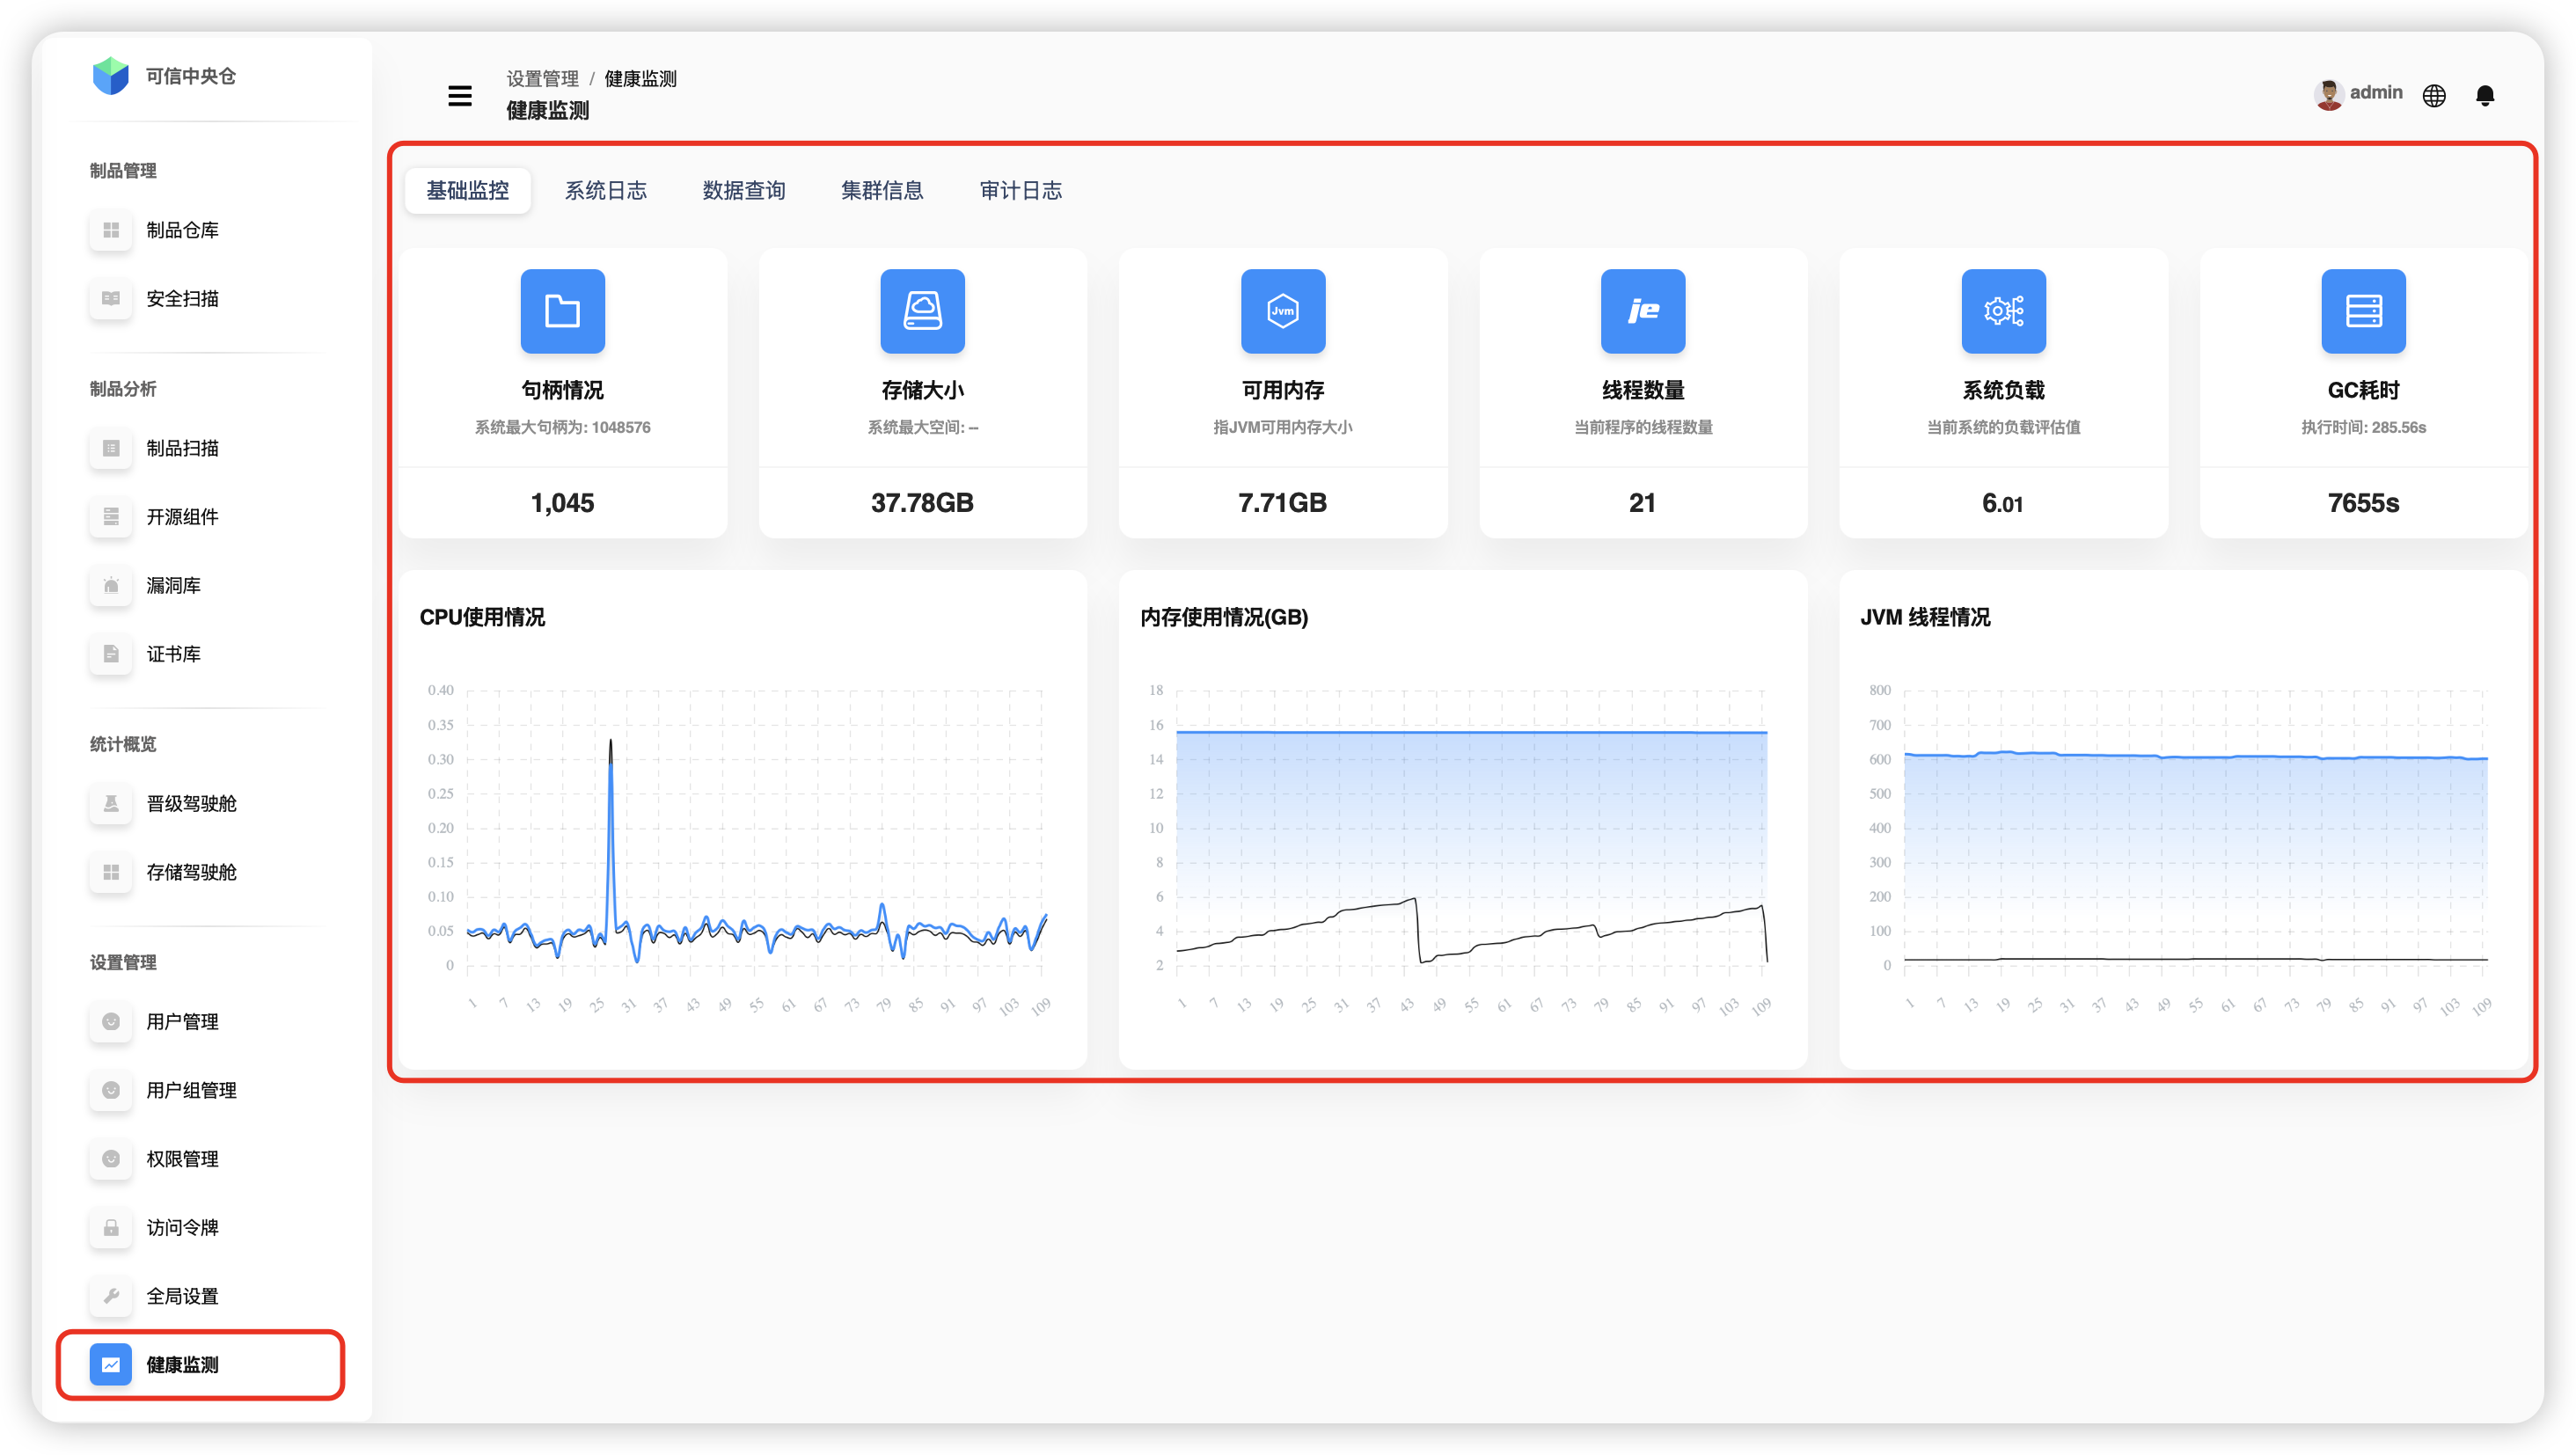 可信中央仓
制品管理
制品仓库
安全扫描
制品分析
制品扫描
开源组件
漏洞库
证书库
统计概览
晋级驾驶舱
存储驾驶舱
设置管理
用户管理
用户组管理
权限管理
访问令牌
全局设置
健康监测
设置管理 / 健康监测
健康监测
admin
基础监控 系统日志 数据查询 集群信息 审计日志
句柄情况
系统最大句柄为: 1048576
1,045
存储大小
系统最大空间: --
37.78GB
Jvm
可用内存
指JVM可用内存大小
7.71GB
je
线程数量
当前程序的线程数量
21
系统负载
当前系统的负载评估值
6.01
GC耗时
执行时间: 285.56s
7655s
CPU使用情况
0.40
0.35
0.30
0.25
0.20
0.15
0.10
0.05
0
1 7 13 19 25 31 37 43 49 55 61 67 73 79 85 91 97 103 109
内存使用情况(GB)
18
16
14
12
10
8
6
4
2
1 7 13 19 25 31 37 43 49 55 61 67 73 79 85 91 97 103 109
JVM 线程情况
800
700
600
500
400
300
200
100
0
1 7 13 19 25 31 37 43 49 55 61 67 73 79 85 91 97 103 109